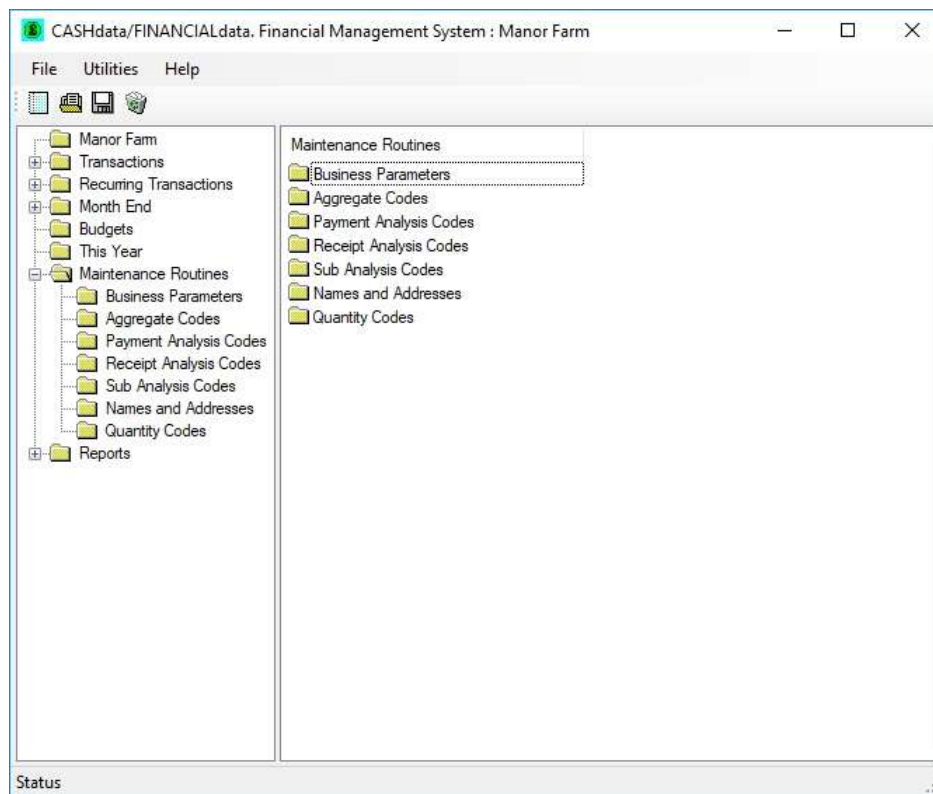 CASHdata/FINANCIALdata. Financial Management System : Manor Farm
File Utilities Help
Manor Farm
Transactions
Recurring Transactions
Month End
Budgets
This Year
Maintenance Routines
Business Parameters
Aggregate Codes
Payment Analysis Codes
Receipt Analysis Codes
Sub Analysis Codes
Names and Addresses
Quantity Codes
Reports
Maintenance Routines
Business Parameters
Aggregate Codes
Payment Analysis Codes
Receipt Analysis Codes
Sub Analysis Codes
Names and Addresses
Quantity Codes
Status